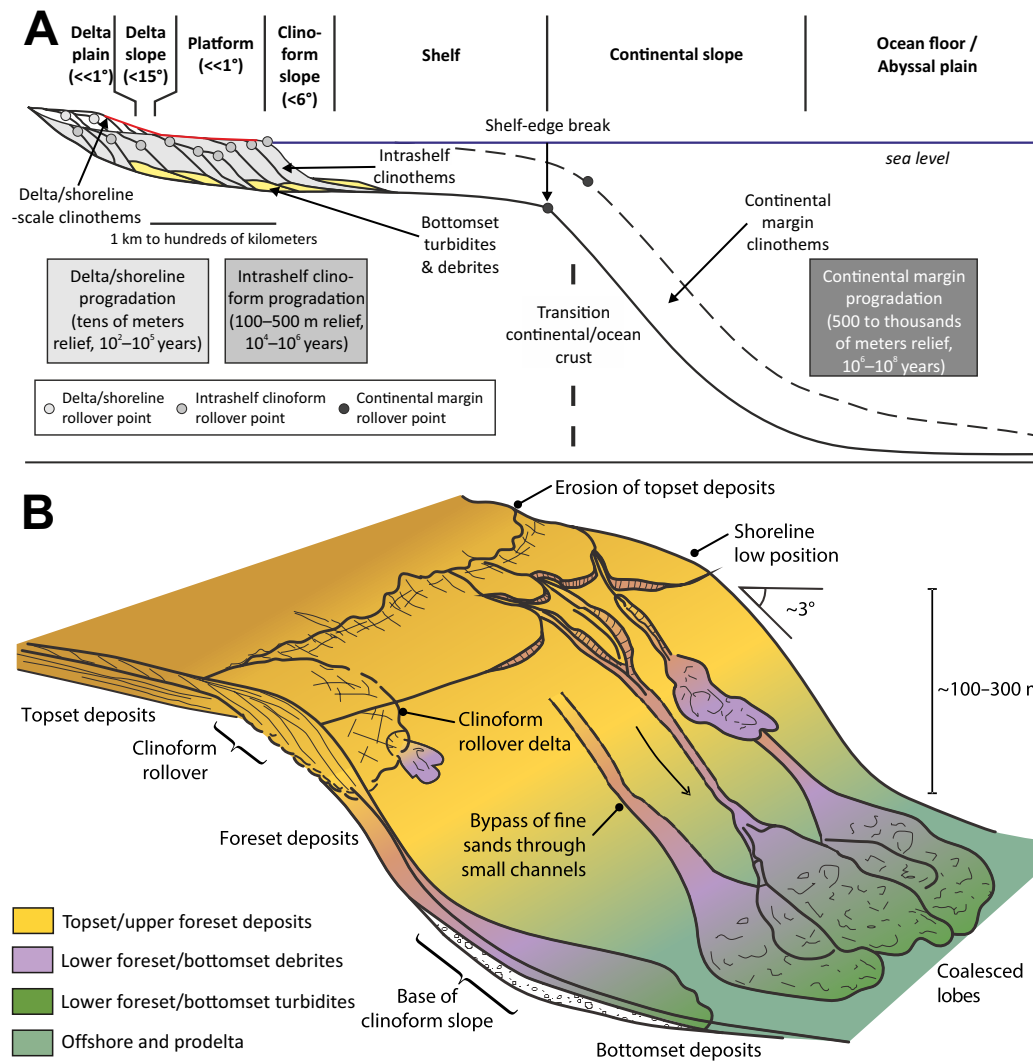 A
Delta
plain
(<<1°)
Delta
slope
(<15°)
Platform
(<<1°)
Clino-
form
slope
(<6°)
Shelf
Continental slope
Ocean floor /
Abyssal plain
Shelf-edge break
sea level
Intrashelf
clinothems
Delta/shoreline
-scale clinothems
Continental
margin
clinothems
Bottomset
turbidites
& debrites
1 km to hundreds of kilometers
Delta/shoreline
progradation
(tens of meters
relief, 10²–10⁵ years)
Intrashelf clino-
form progradation
(100–500 m relief,
10⁴–10⁶ years)
Transition
continental/ocean
crust
Continental margin
progradation
(500 to thousands
of meters relief,
10⁶–10⁸ years)
Delta/shoreline
rollover point
Intrashelf clinoform
rollover point
Continental margin
rollover point
B
Erosion of topset deposits
Shoreline
low position
~3°
~100–300 m
Topset deposits
Clinoform
rollover
Clinoform
rollover delta
Foreset deposits
Bypass of fine
sands through
small channels
Topset/upper foreset deposits
Lower foreset/bottomset debrites
Lower foreset/bottomset turbidites
Offshore and prodelta
Base of
clinoform slope
Coalesced
lobes
Bottomset deposits